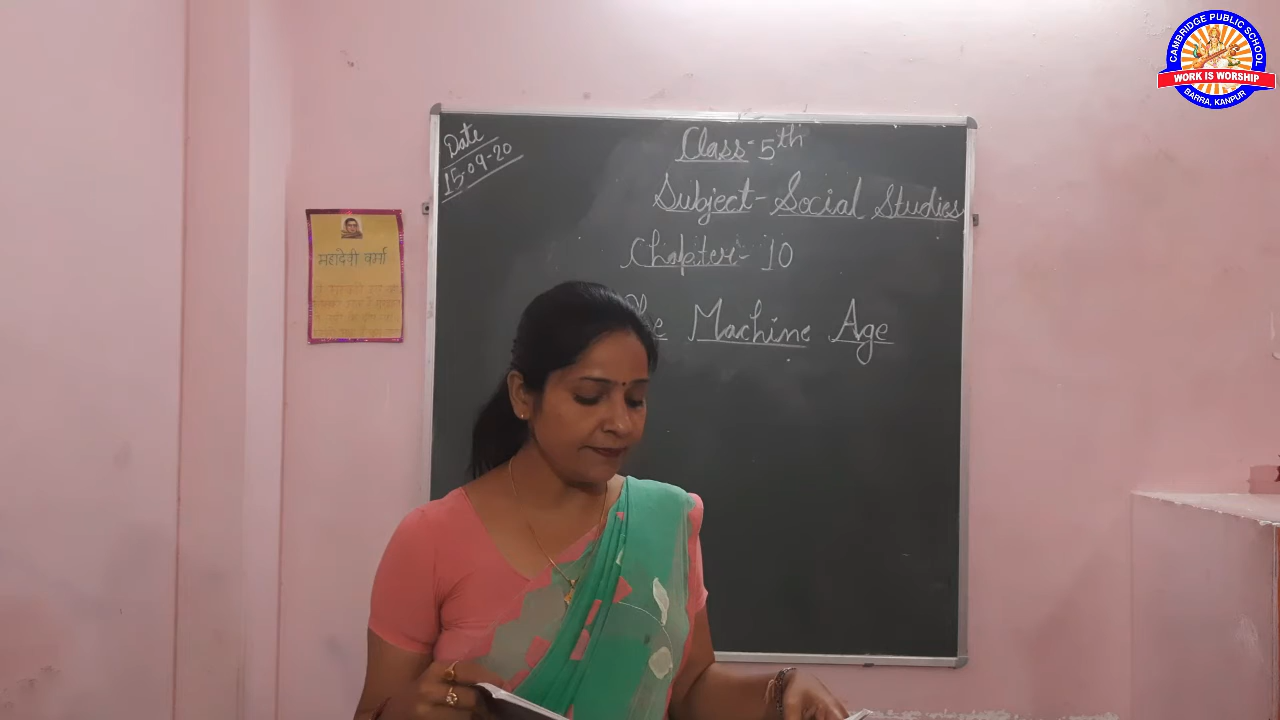 CAMBRIDGE PUBLIC SCHOOL
WORK IS WORSHIP
BARRA, KANPUR
Date
15-09-20
Class-5th
Subject-Social Studies
Chapter-10
The Machine Age
महादेवी वर्मा